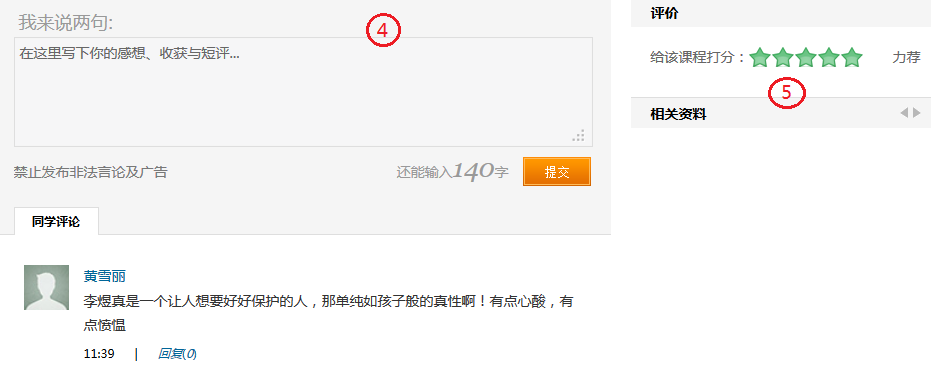 我来说两句:
④
在这里写下你的感想、收获与短评...
禁止发布非法言论及广告
还能输入140字
提交
同学评论
黄雪丽
李煜真是一个让人想要好好保护的人，那单纯如孩子般的真性啊！有点心酸，有
点愤愠
11:39 | 回复(0)
评价
给该课程打分： 力荐
⑤
相关资料